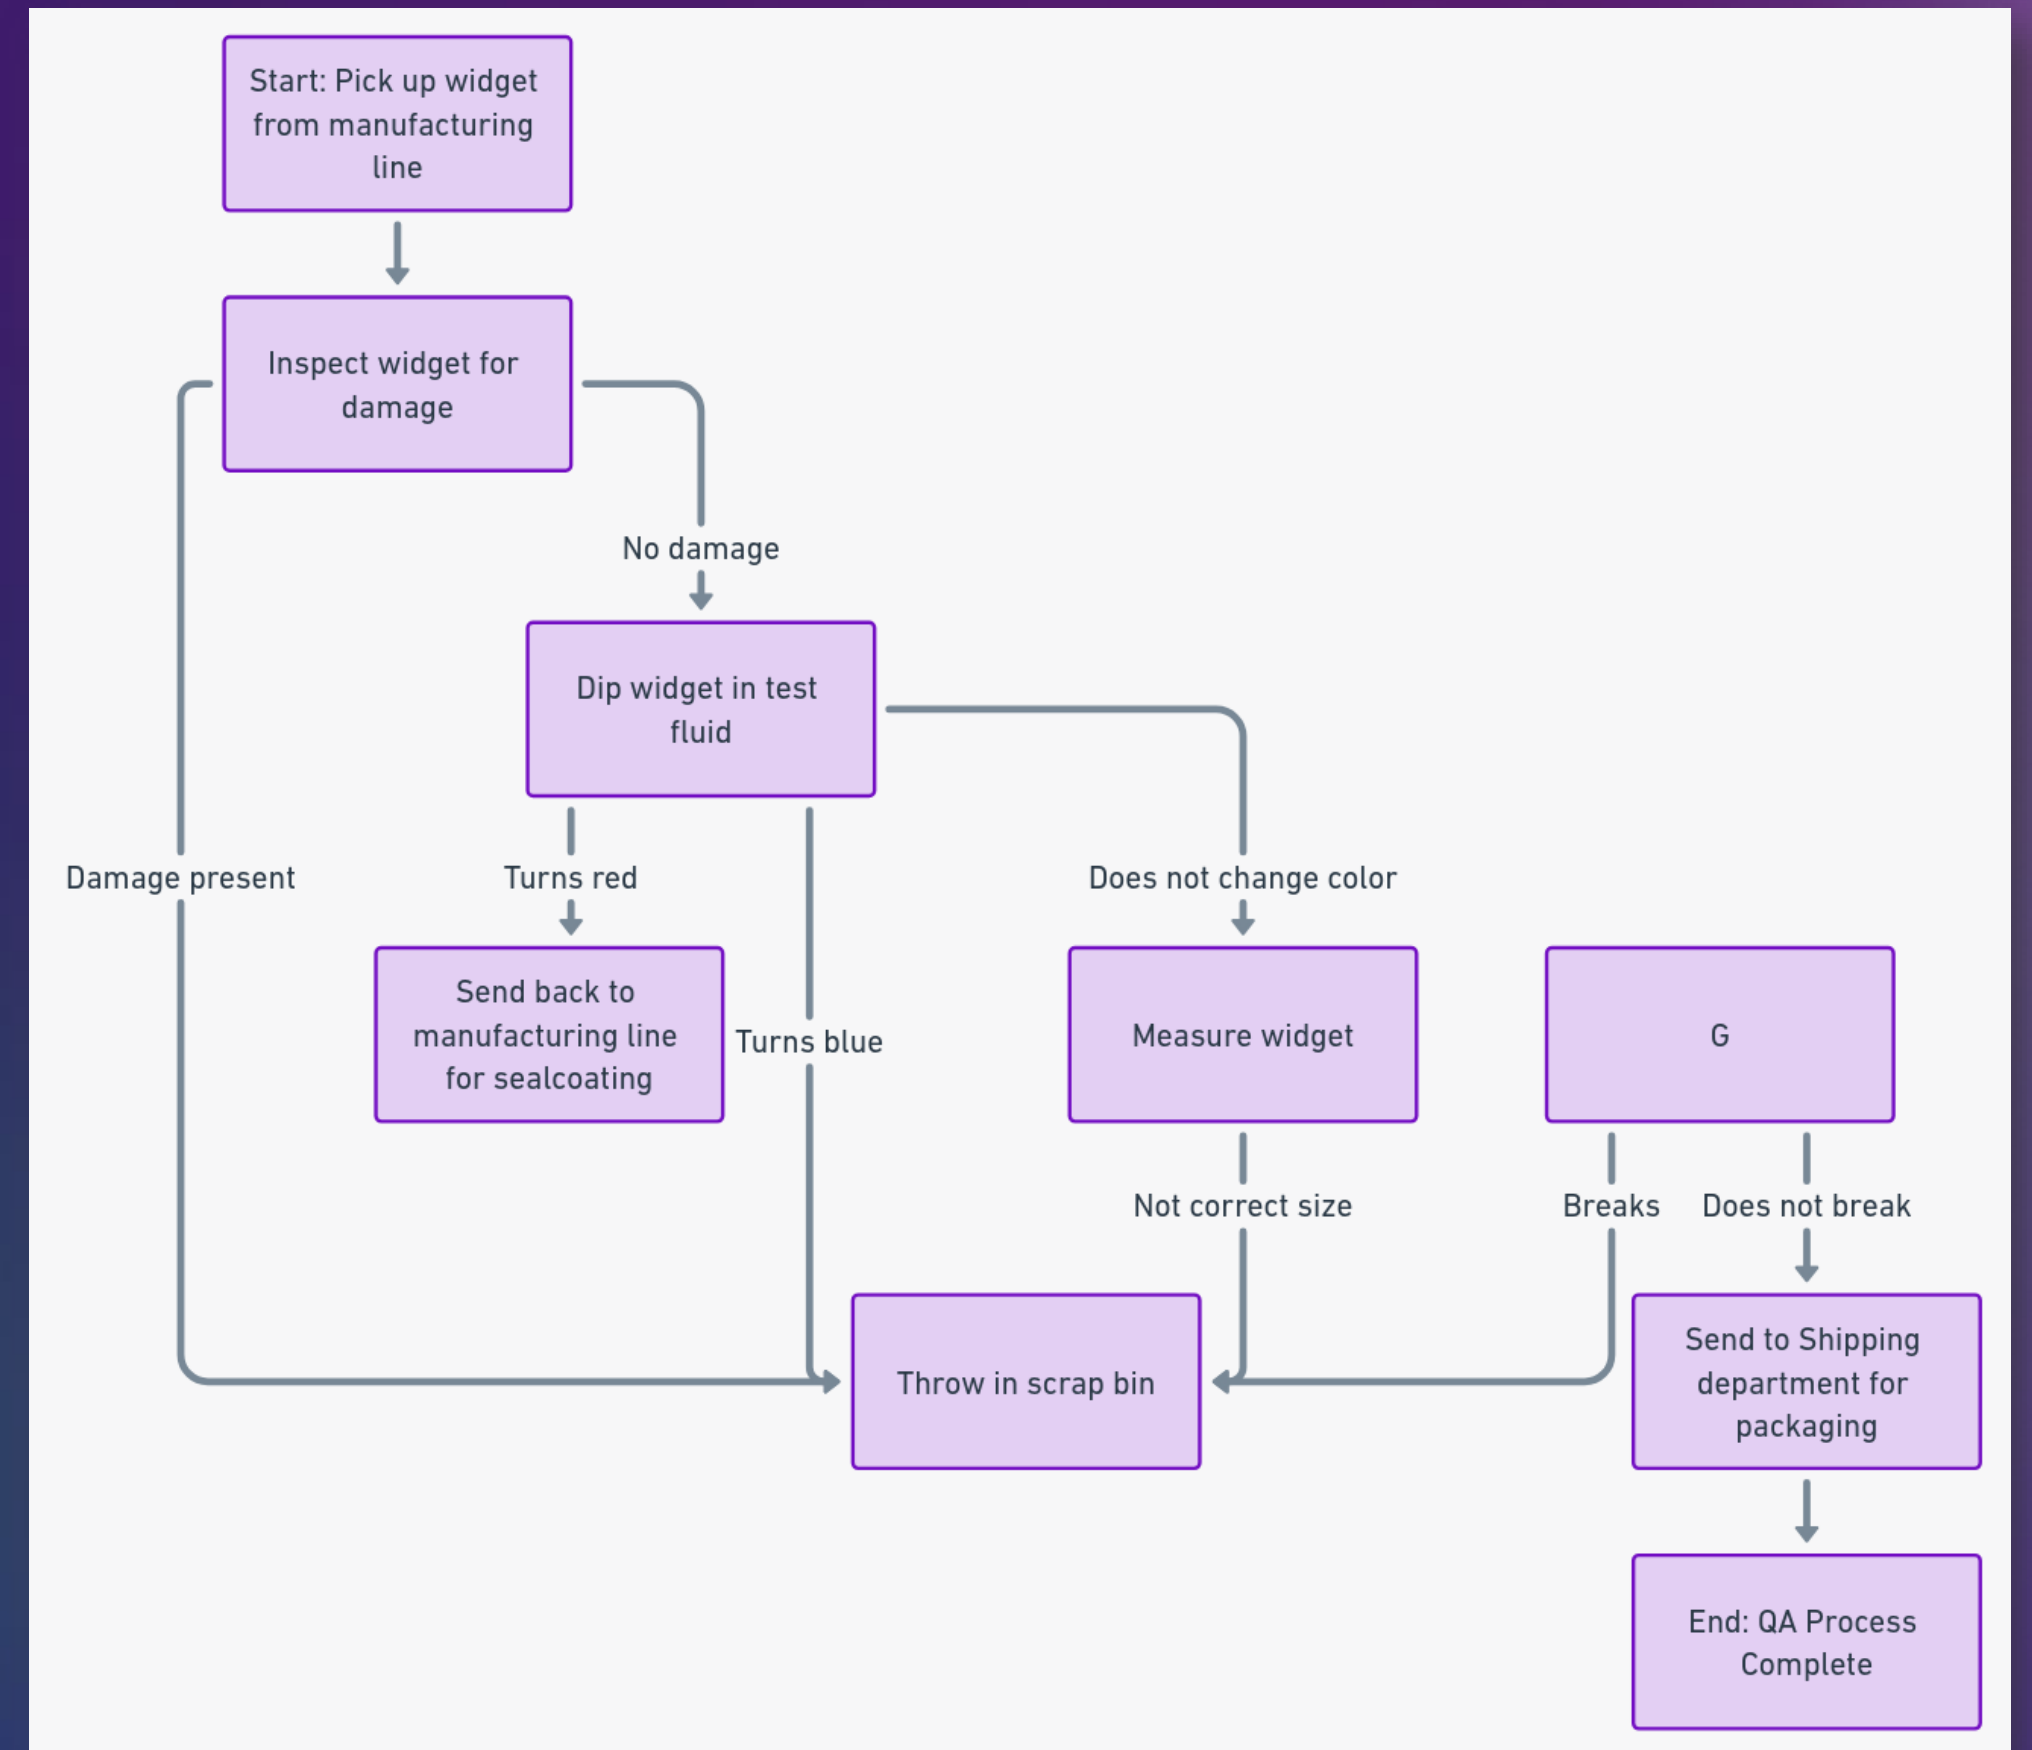 Start: Pick up widget
from manufacturing
line
Inspect widget for
damage
No damage
Dip widget in test
fluid
Damage present
Turns red
Does not change color
Send back to
manufacturing line
for sealcoating
Turns blue
Measure widget
G
Not correct size
Breaks
Does not break
Throw in scrap bin
Send to Shipping
department for
packaging
End: QA Process
Complete